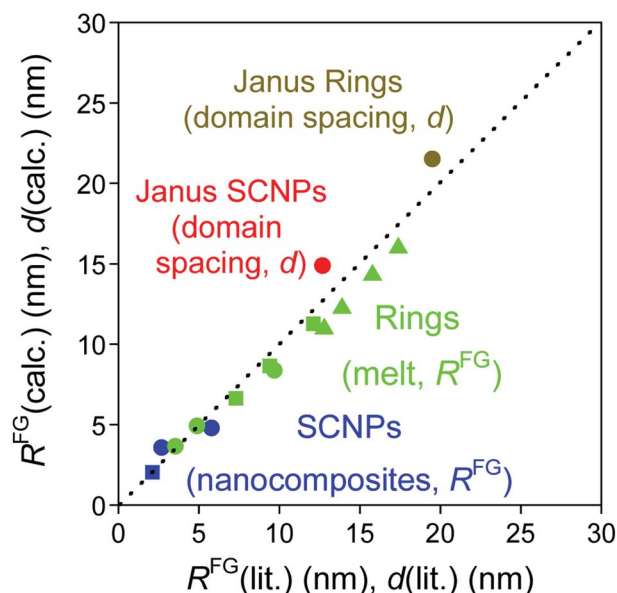 30
25
20
15
10
5
0
R^FG(calc.) (nm), d(calc.) (nm)
Janus Rings
(domain spacing, d)
Janus SCNPs
(domain
spacing, d)
Rings
(melt, R^FG)
SCNPs
(nanocomposites, R^FG)
0 5 10 15 20 25 30
R^FG(lit.) (nm), d(lit.) (nm)